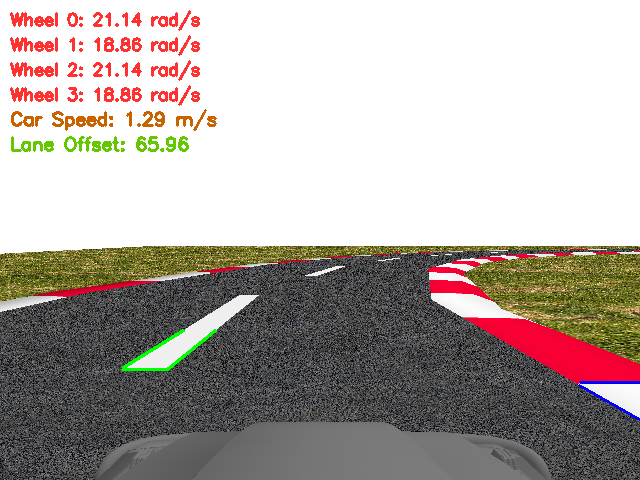 Wheel 0: 21.14 rad/s
Wheel 1: 18.86 rad/s
Wheel 2: 21.14 rad/s
Wheel 3: 18.86 rad/s
Car Speed: 1.29 m/s
Lane Offset: 65.96